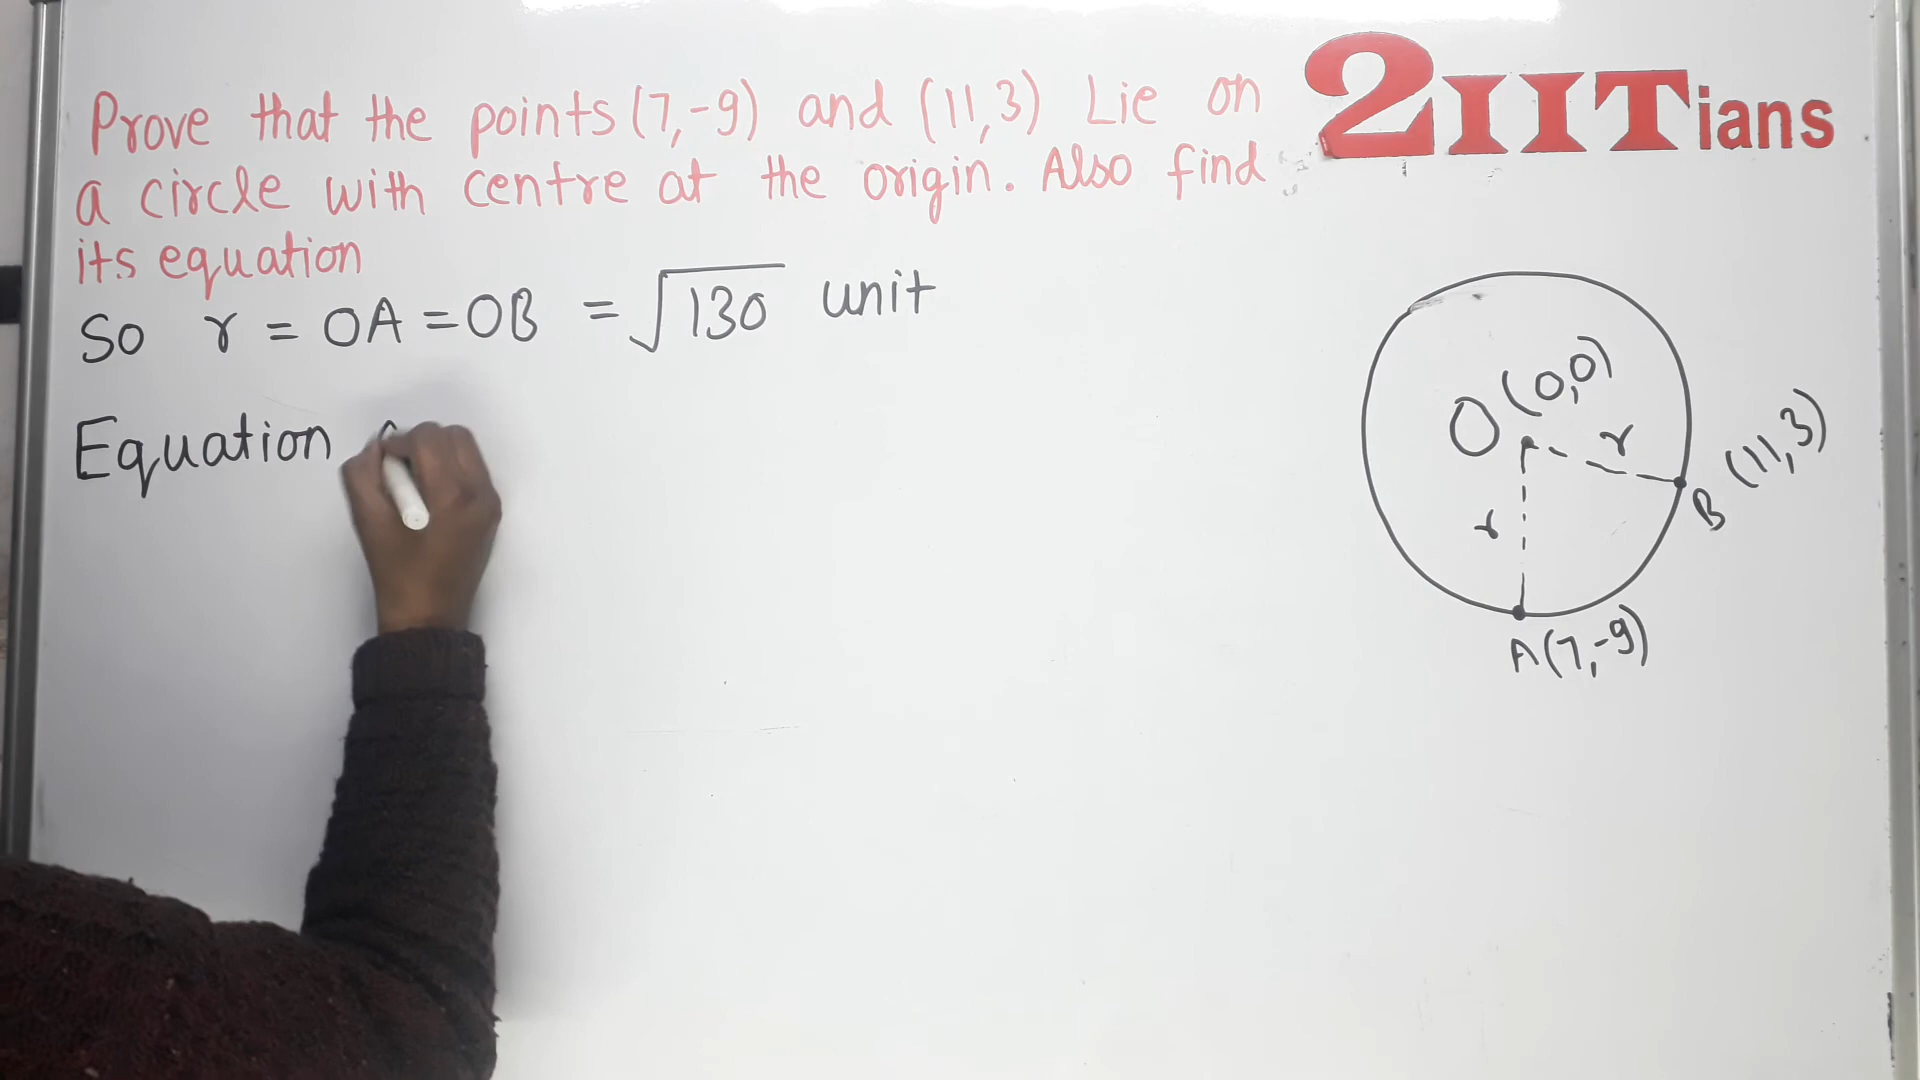 Prove that the points (7,-9) and (11,3) Lie on
a circle with centre at the origin. Also find
its equation
2IITians
So r = OA = OB = √130 unit
Equation
O (0,0)
r
r
B (11,3)
A(7,-9)